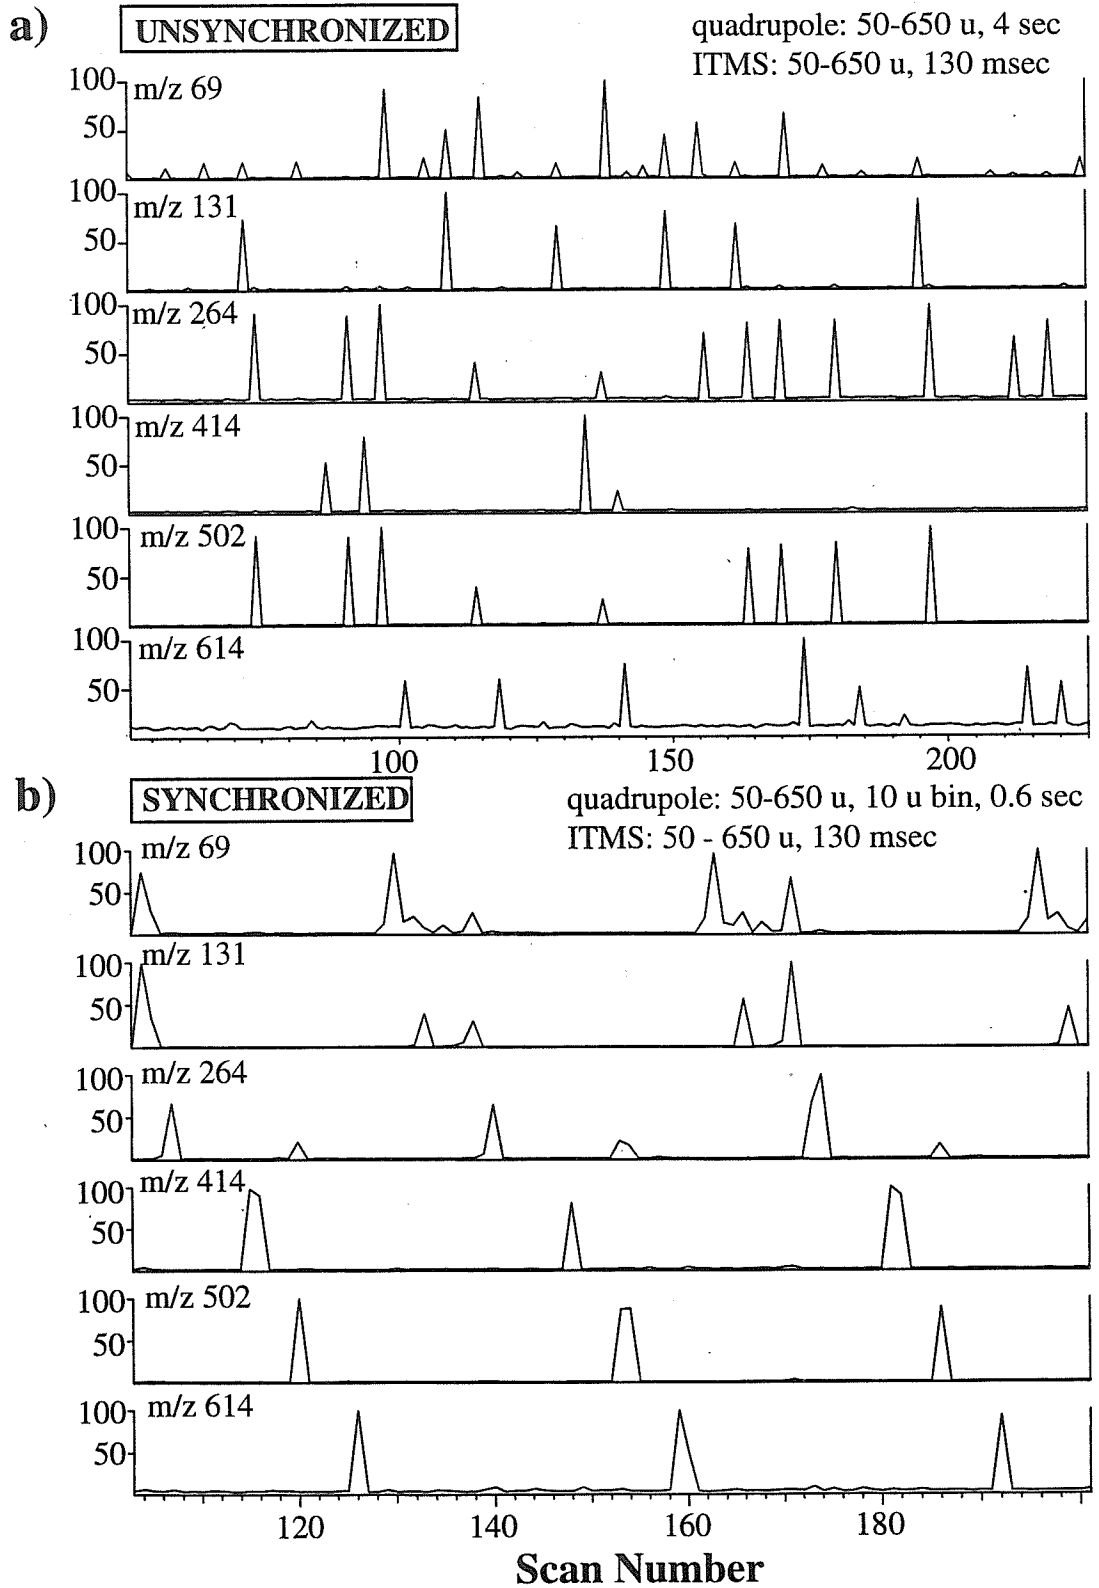 a) UNSYNCHRONIZED
quadrupole: 50-650 u, 4 sec
ITMS: 50-650 u, 130 msec
100 m/z 69
50
100 m/z 131
50
100 m/z 264
50
100 m/z 414
50
100 m/z 502
50
100 m/z 614
50
100 150 200
b) SYNCHRONIZED
quadrupole: 50-650 u, 10 u bin, 0.6 sec
ITMS: 50 - 650 u, 130 msec
100 m/z 69
50
100 m/z 131
50
100 m/z 264
50
100 m/z 414
50
100 m/z 502
50
100 m/z 614
50
120 140 160 180
Scan Number